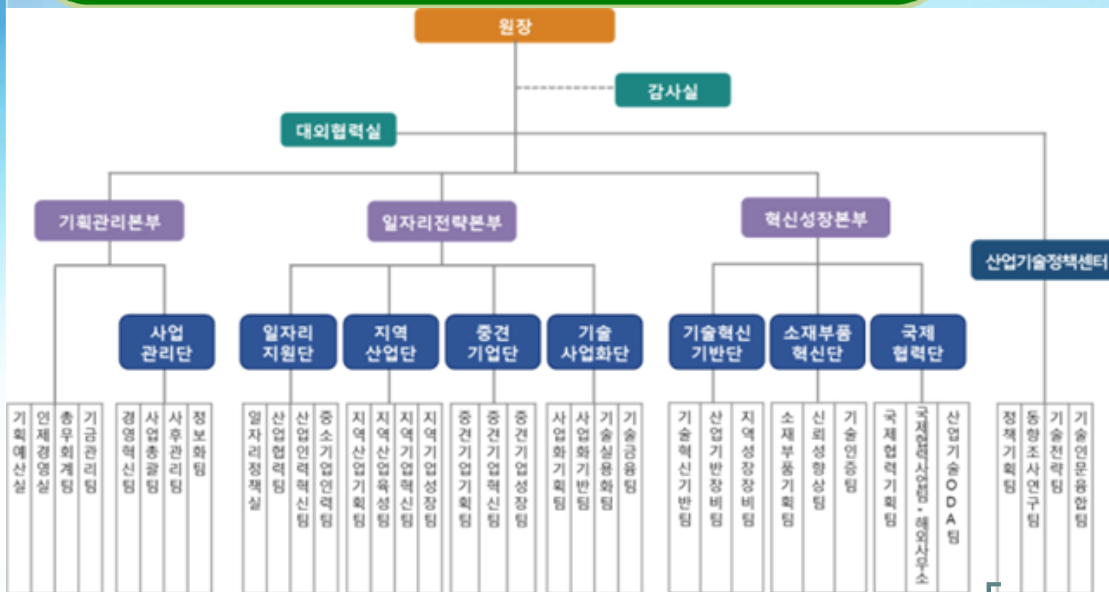 원장
감사실
대외협력실
기획관리본부
일자리전략본부
혁신성장본부
산업기술정책센터
사업
관리단
일자리
지원단
지역
산업단
중견
기업단
기술
사업화단
기술혁신
기반단
소재부품
혁신단
국제
협력단
기획예산실
인재경영실
총무회계팀
기금관리팀
경영혁신팀
사업총괄팀
사후관리팀
정보화팀
일자리정책실
산업협력팀
산업인력혁신팀
중소기업인력팀
지역산업기획팀
지역산업육성팀
지역기업혁신팀
지역기업성장팀
중견기업기획팀
중견기업혁신팀
중견기업성장팀
사업화기획팀
사업화기반팀
기술실용화팀
기술금융팀
기술혁신기반팀
산업기반장비팀
지역성장장비팀
소재부품기획팀
신뢰성향상팀
기술인증팀
국제협력기획팀
국제협력사업팀·해외사무소
산업기술ODA팀
정책기획팀
동향조사연구팀
기술전략팀
기술인문융합팀